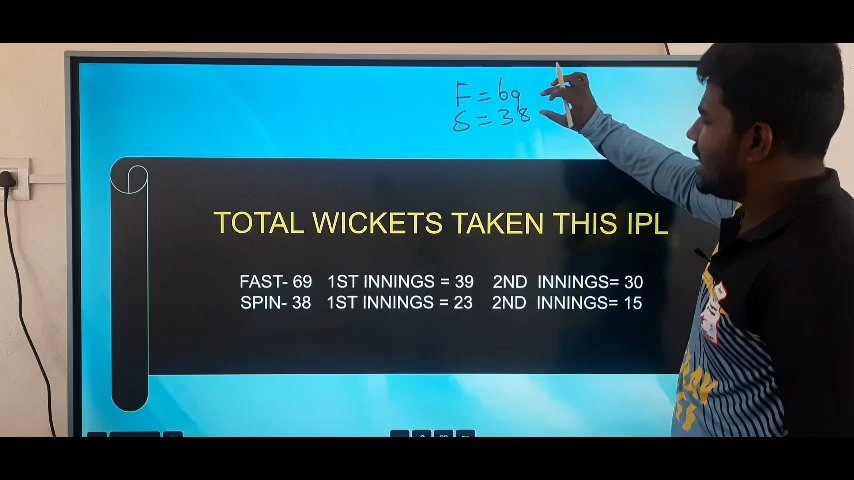 F = 69
S = 38
TOTAL WICKETS TAKEN THIS IPL
FAST- 69 1ST INNINGS = 39 2ND INNINGS= 30
SPIN- 38 1ST INNINGS = 23 2ND INNINGS= 15